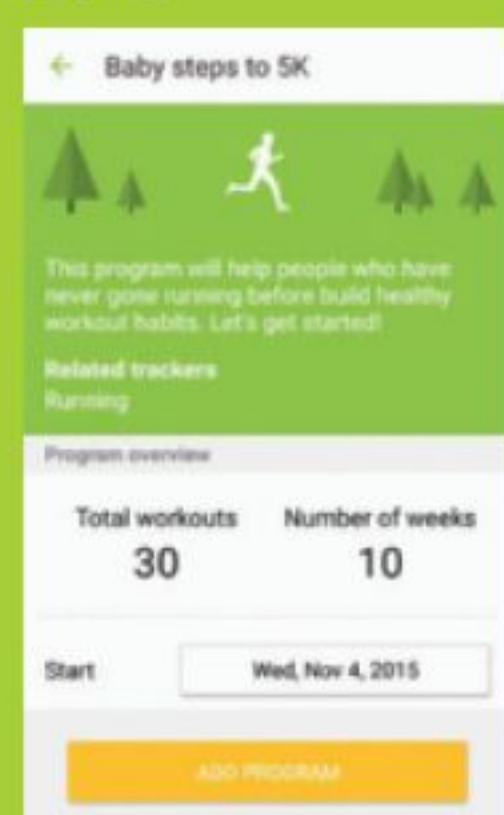 Baby steps to 5K
This program will help people who have
never gone running before build healthy
workout habits. Let's get started!
Related trackers
Running
Program overview
Total workouts
Number of weeks
30
10
Start
Wed, Nov 4, 2015
ADD PROGRAM